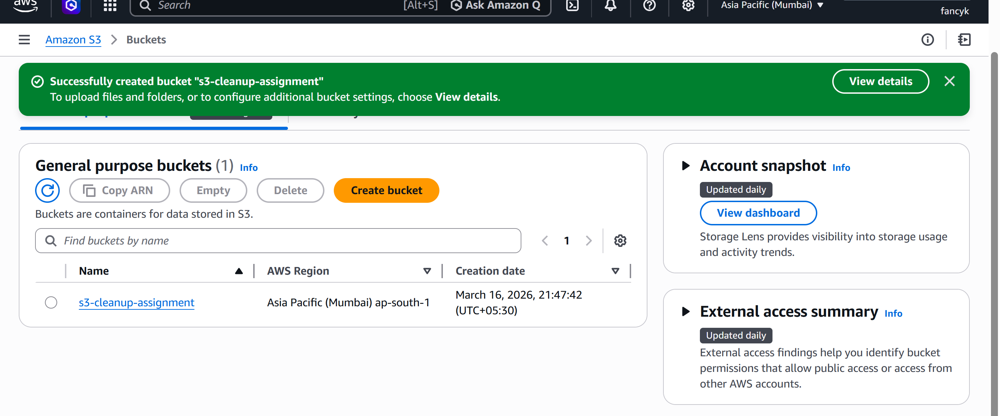 aws
Search [Alt+S] Ask Amazon Q Asia Pacific (Mumbai)
fancyk
Amazon S3 > Buckets
Successfully created bucket "s3-cleanup-assignment" View details
To upload files and folders, or to configure additional bucket settings, choose View details.
General purpose buckets (1) Info
Copy ARN Empty Delete Create bucket
Buckets are containers for data stored in S3.
Find buckets by name 1
Name AWS Region Creation date
s3-cleanup-assignment Asia Pacific (Mumbai) ap-south-1 March 16, 2026, 21:47:42
(UTC+05:30)
Account snapshot Info
Updated daily
View dashboard
Storage Lens provides visibility into storage usage
and activity trends.
External access summary Info
Updated daily
External access findings help you identify bucket
permissions that allow public access or access from
other AWS accounts.